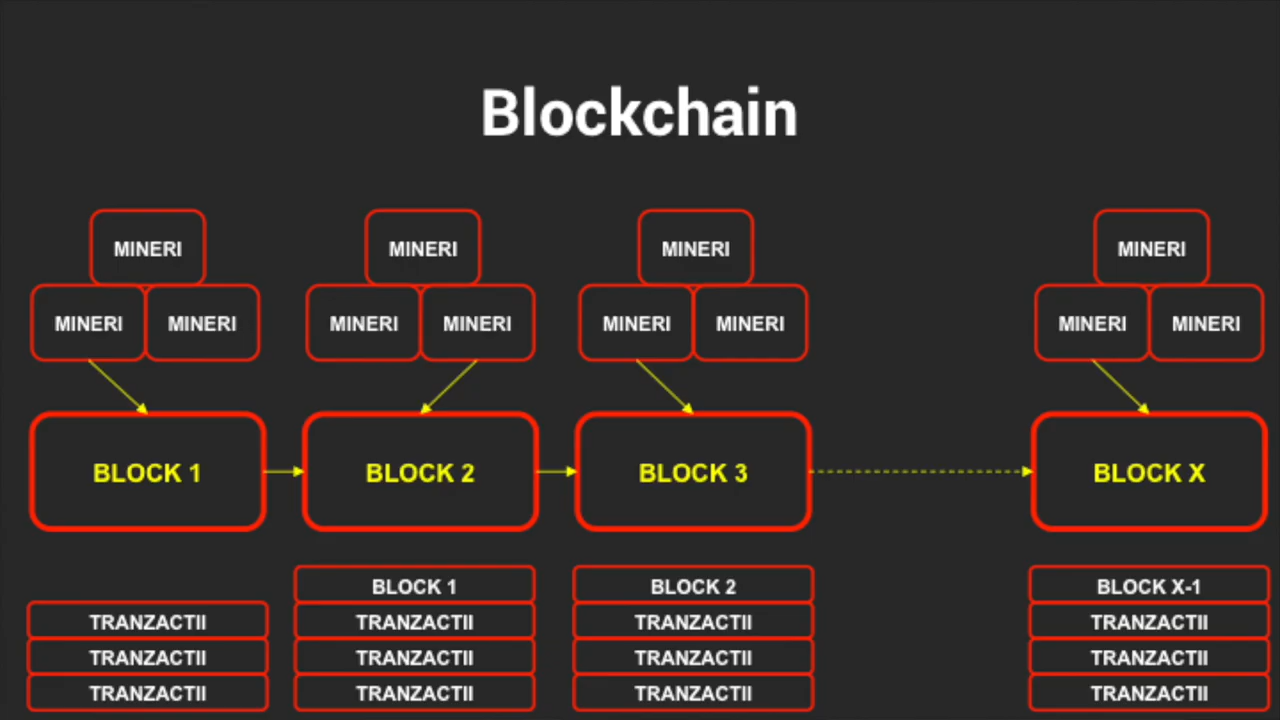 Blockchain
MINERI MINERI MINERI MINERI
MINERI MINERI MINERI MINERI MINERI MINERI MINERI MINERI
BLOCK 1 BLOCK 2 BLOCK 3 BLOCK X
BLOCK 1 BLOCK 2 BLOCK X-1
TRANZACTII TRANZACTII TRANZACTII TRANZACTII
TRANZACTII TRANZACTII TRANZACTII TRANZACTII
TRANZACTII TRANZACTII TRANZACTII TRANZACTII